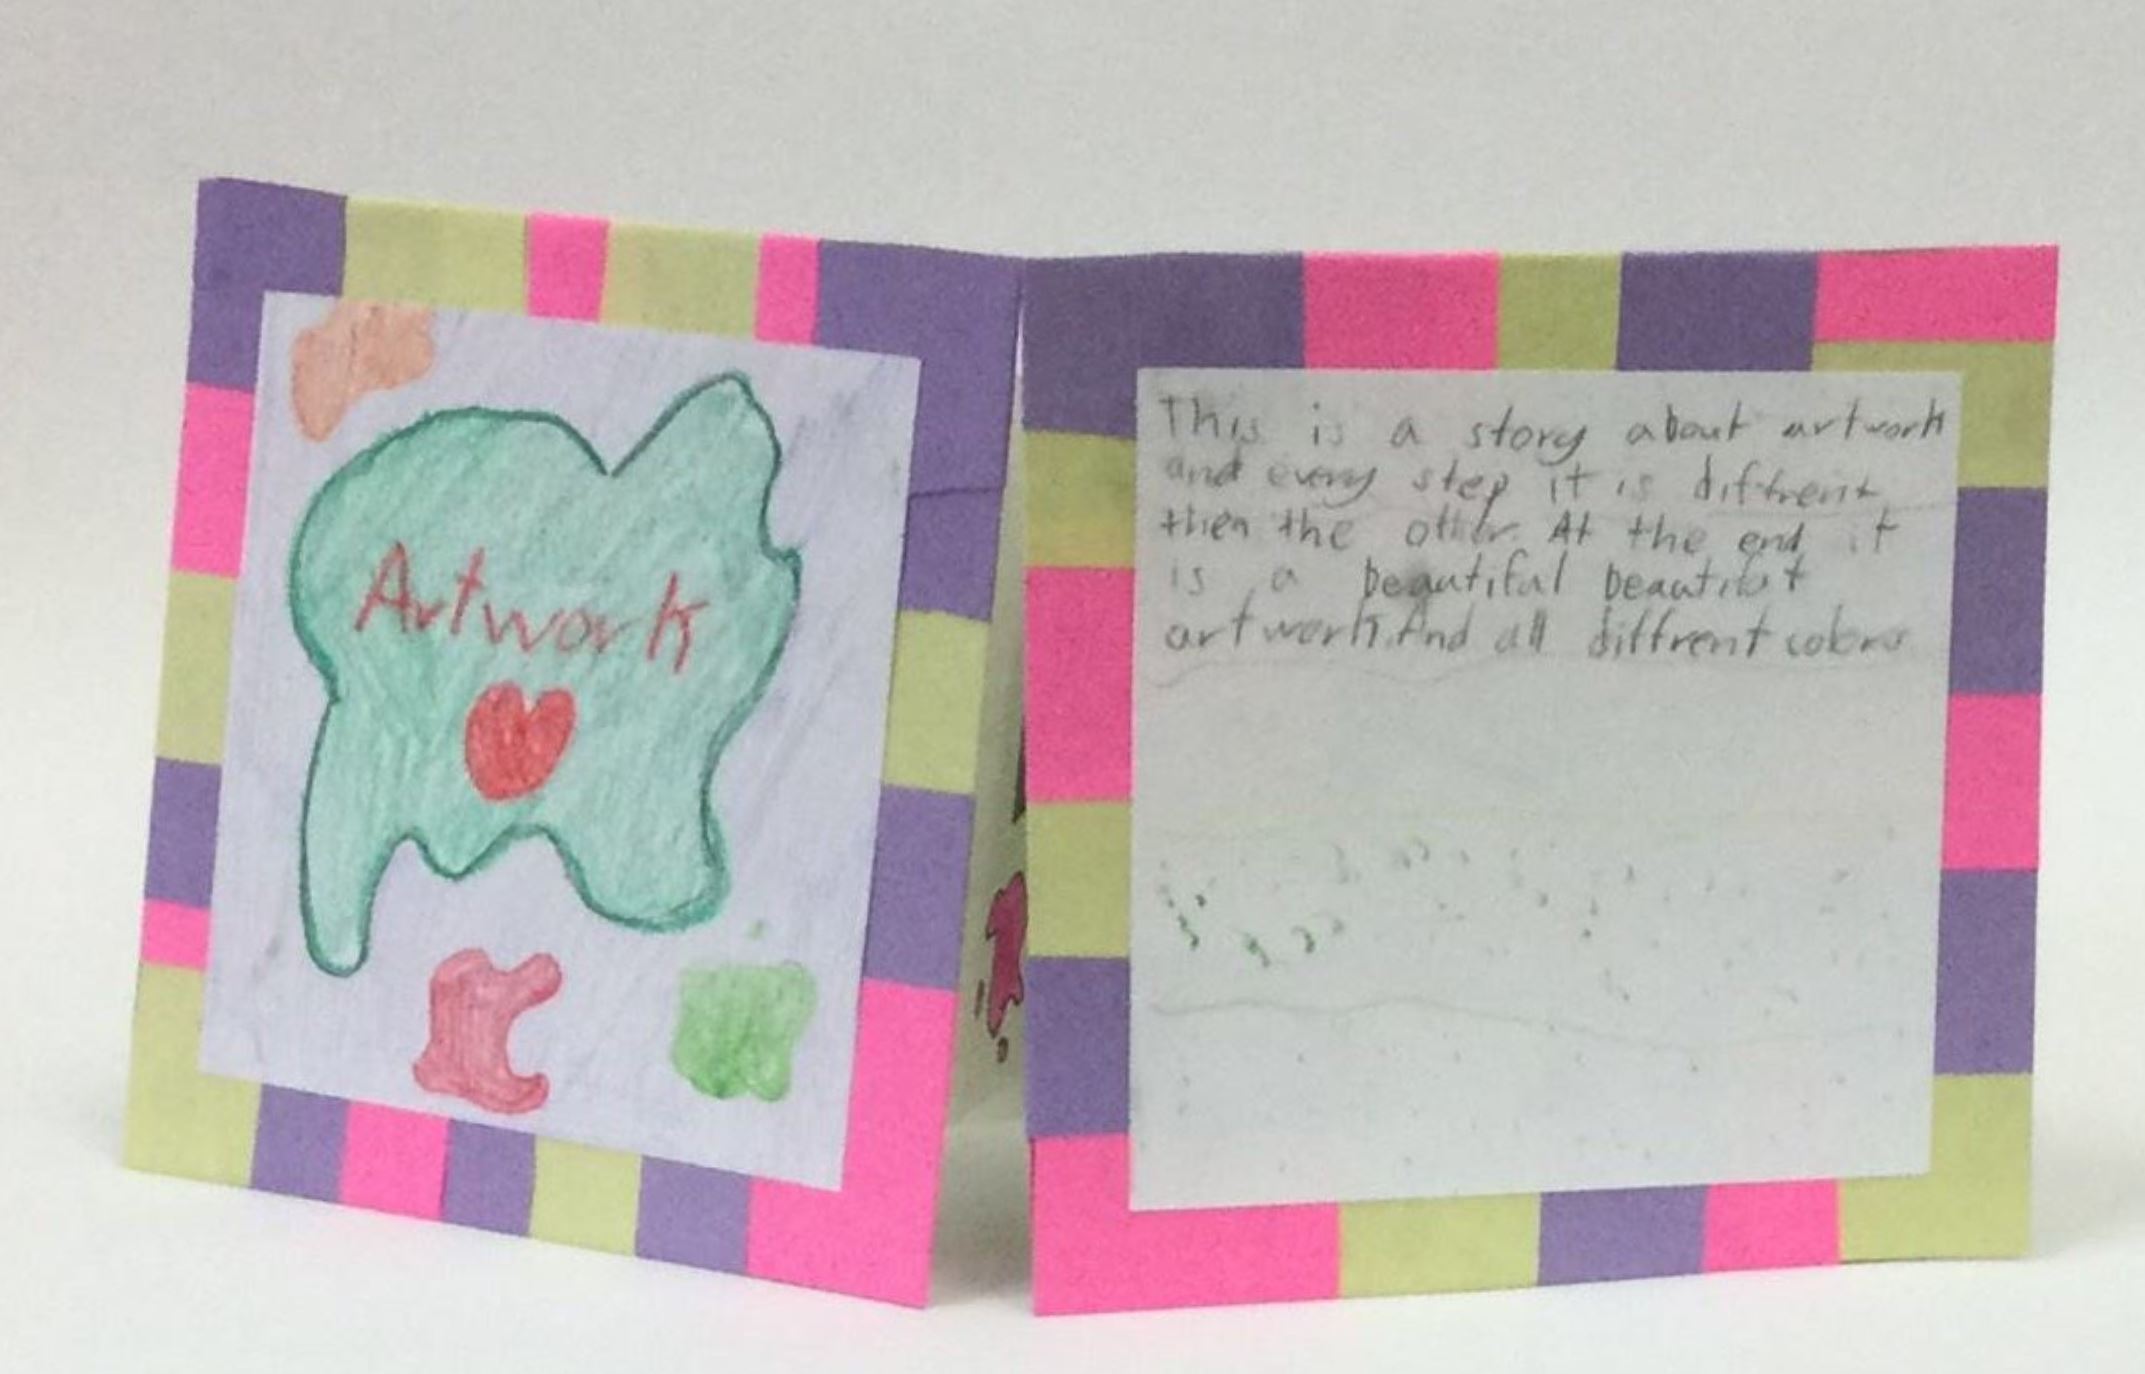 Artwork
This is a story about artwork
and every step it is diffrent
then the other. At the end it
is a beautiful beautifut
artwork. And all diffrent colors